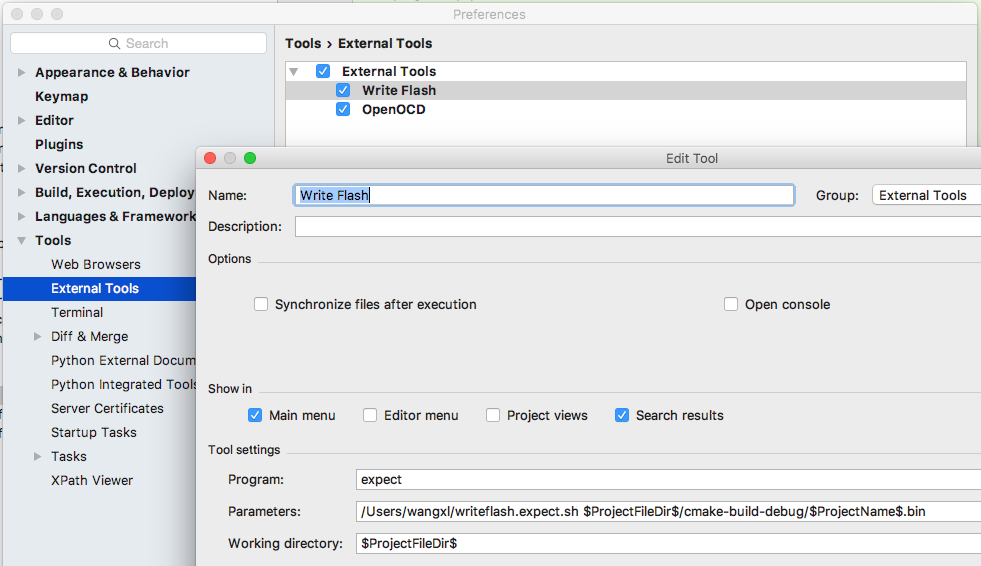 Preferences
Search
Tools › External Tools
Appearance & Behavior
Keymap
Editor
Plugins
Version Control
Build, Execution, Deploy
Languages & Framework
Tools
Web Browsers
External Tools
Terminal
Diff & Merge
Python External Docum
Python Integrated Tools
Server Certificates
Startup Tasks
Tasks
XPath Viewer
External Tools
Write Flash
OpenOCD
Edit Tool
Name: Write Flash Group: External Tools
Description:
Options
Synchronize files after execution Open console
Show in
Main menu Editor menu Project views Search results
Tool settings
Program: expect
Parameters: /Users/wangxl/writeflash.expect.sh $ProjectFileDir$/cmake-build-debug/$ProjectName$.bin
Working directory: $ProjectFileDir$